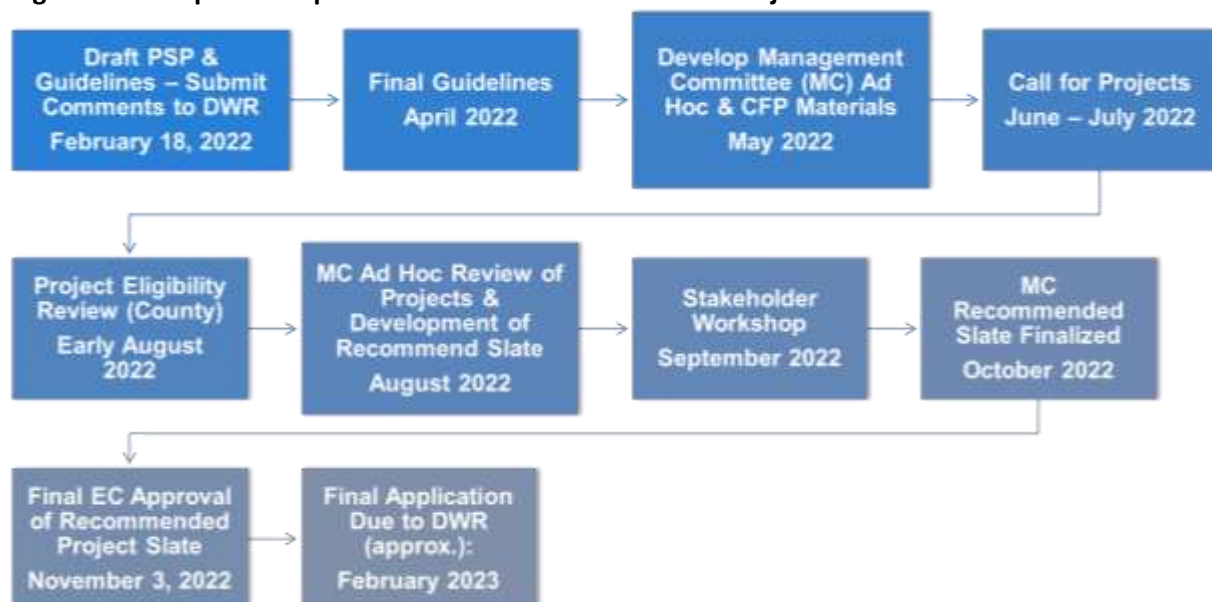 Draft PSP &
Guidelines – Submit
Comments to DWR
February 18, 2022
Final Guidelines
April 2022
Develop Management
Committee (MC) Ad
Hoc & CFP Materials
May 2022
Call for Projects
June – July 2022
Project Eligibility
Review (County)
Early August
2022
MC Ad Hoc Review of
Projects &
Development of
Recommend Slate
August 2022
Stakeholder
Workshop
September 2022
MC
Recommended
Slate Finalized
October 2022
Final EC Approval
of Recommended
Project Slate
November 3, 2022
Final Application
Due to DWR
(approx.):
February 2023